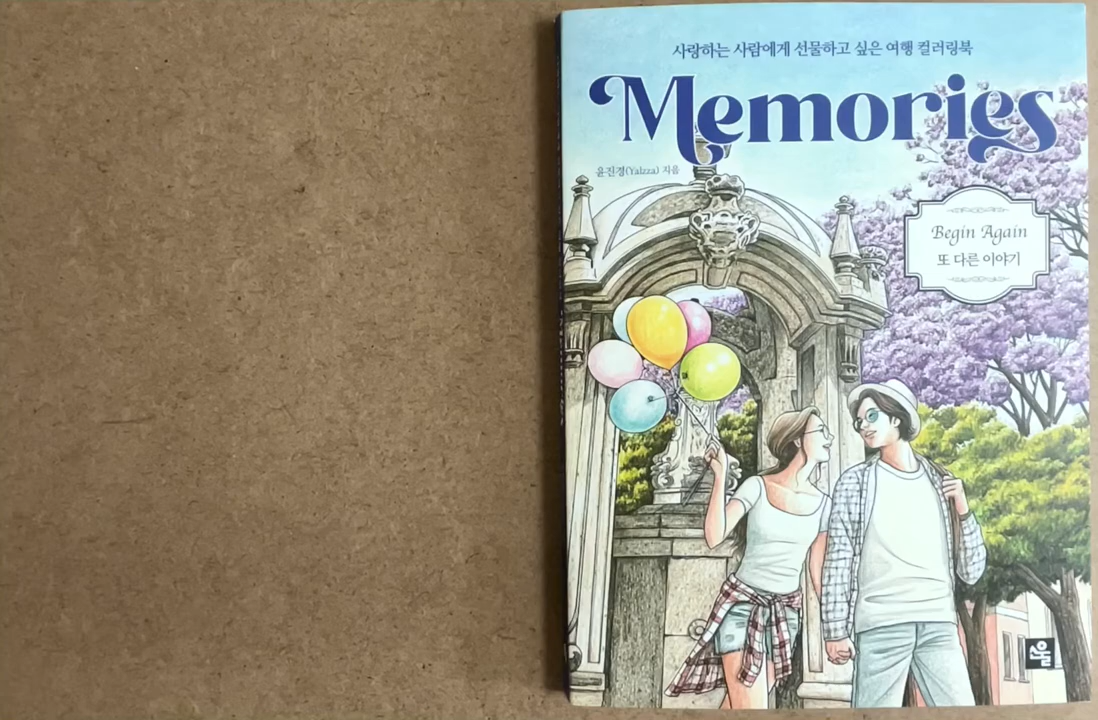 사랑하는 사람에게 선물하고 싶은 여행 컬러링북
Memories
윤진경(Yalzza) 지음
Begin Again
또 다른 이야기